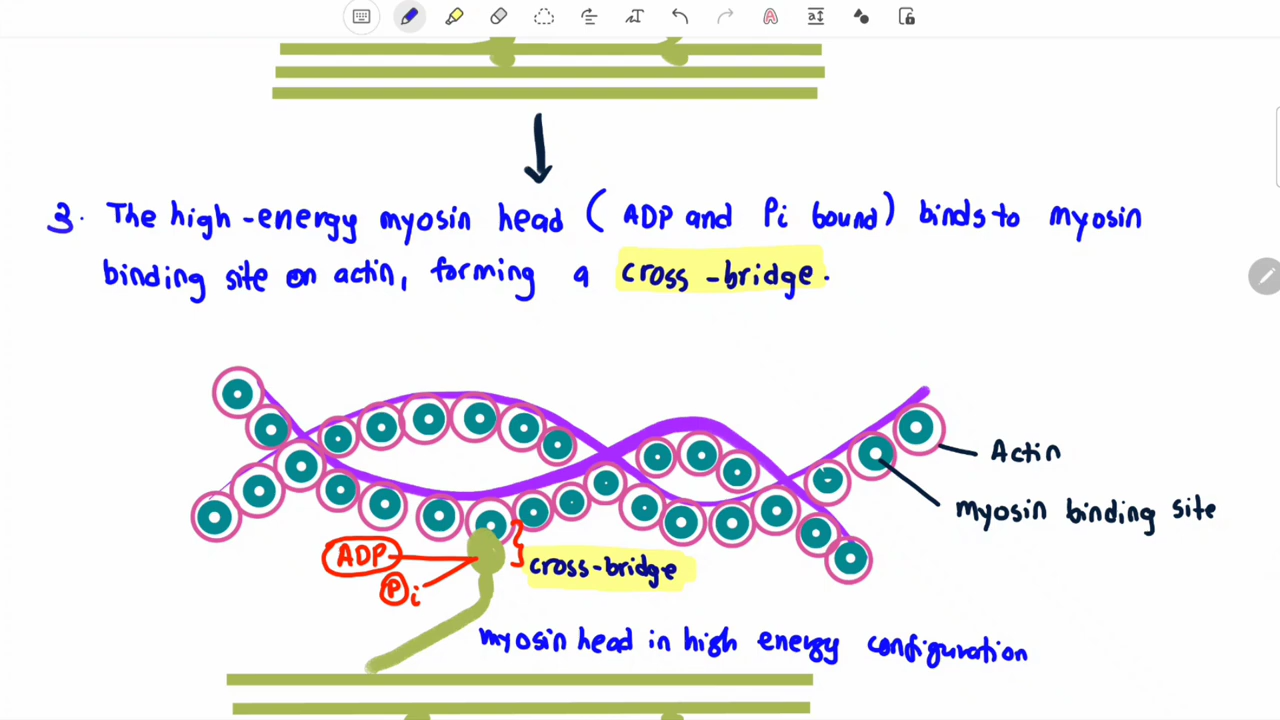 3. The high-energy myosin head (ADP and Pi bound) binds to myosin
binding site on actin, forming a cross-bridge.
Actin
myosin binding site
ADP
Pi
cross-bridge
myosin head in high energy configuration